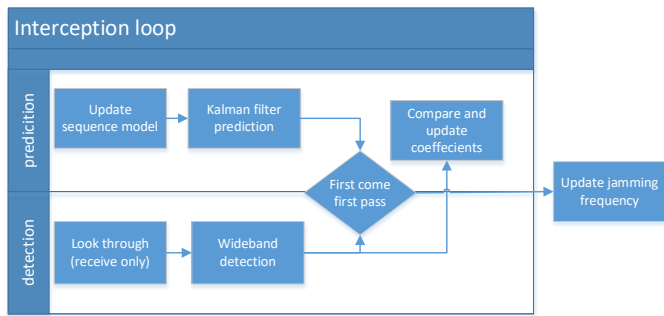 Interception loop
predicition
Update
sequence model
Kalman filter
prediction
Compare and
update
coeffecients
First come
first pass
Update jamming
frequency
detection
Look through
(receive only)
Wideband
detection